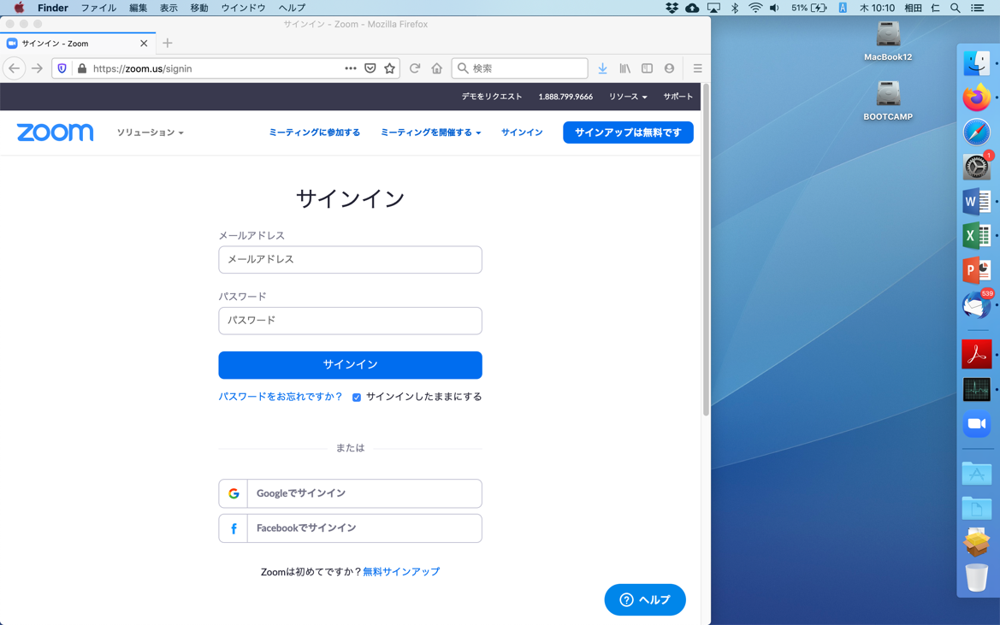 Finder ファイル 編集 表示 移動 ウインドウ ヘルプ 51% A 木 10:10 相田 仁
サインイン - Zoom - Mozilla Firefox
サインイン - Zoom
https://zoom.us/signin 検索
デモをリクエスト 1.888.799.9666 リソース サポート
zoom ソリューション ミーティングに参加する ミーティングを開催する サインイン サインアップは無料です
サインイン
メールアドレス
メールアドレス
パスワード
パスワード
サインイン
パスワードをお忘れですか？ サインインしたままにする
または
G Googleでサインイン
f Facebookでサインイン
Zoomは初めてですか？無料サインアップ
? ヘルプ
MacBook12
BOOTCAMP
1
W
X
P
539